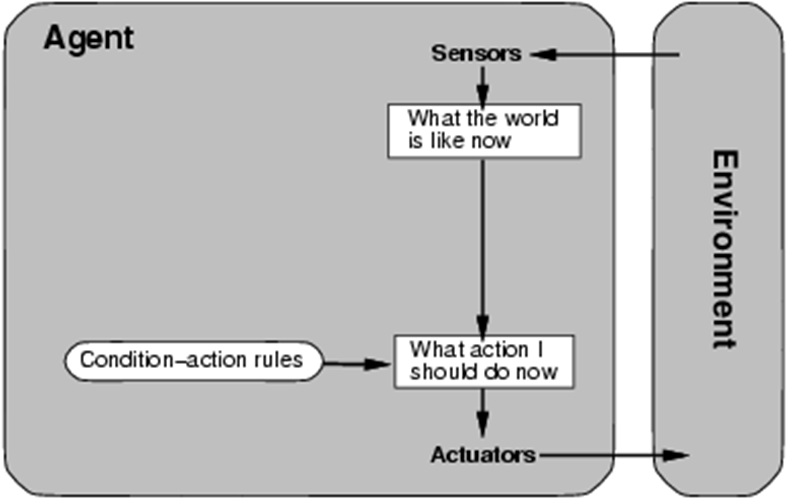 Agent
Sensors
What the world
is like now
Environment
Condition–action rules
What action I
should do now
Actuators